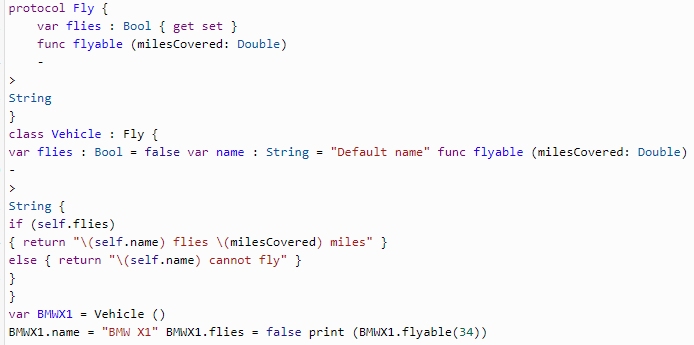 protocol Fly {
    var flies : Bool { get set }
    func flyable (milesCovered: Double)
    -
>
String
}
class Vehicle : Fly {
var flies : Bool = false var name : String = "Default name" func flyable (milesCovered: Double)
-
>
String {
if (self.flies)
{ return "\(self.name) flies \(milesCovered) miles" }
else { return "\(self.name) cannot fly" }
}
}
var BMWX1 = Vehicle ()
BMWX1.name = "BMW X1" BMWX1.flies = false print (BMWX1.flyable(34))